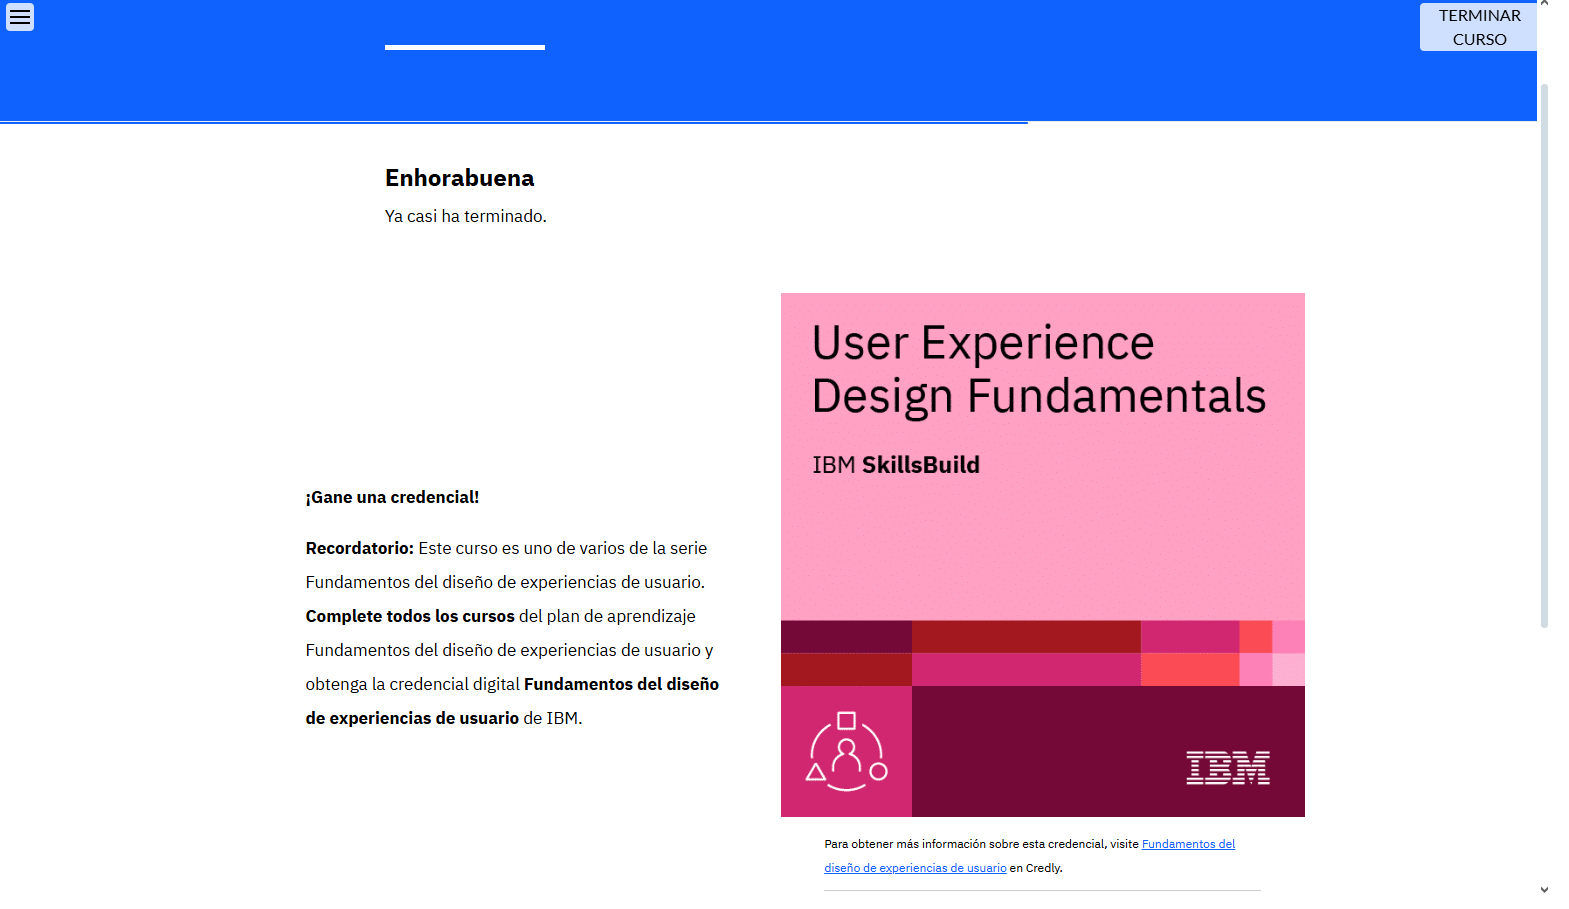 TERMINAR
CURSO
Enhorabuena
Ya casi ha terminado.
¡Gane una credencial!
Recordatorio: Este curso es uno de varios de la serie
Fundamentos del diseño de experiencias de usuario.
Complete todos los cursos del plan de aprendizaje
Fundamentos del diseño de experiencias de usuario y
obtenga la credencial digital Fundamentos del diseño
de experiencias de usuario de IBM.
User Experience
Design Fundamentals
IBM SkillsBuild
IBM
Para obtener más información sobre esta credencial, visite Fundamentos del
diseño de experiencias de usuario en Credly.